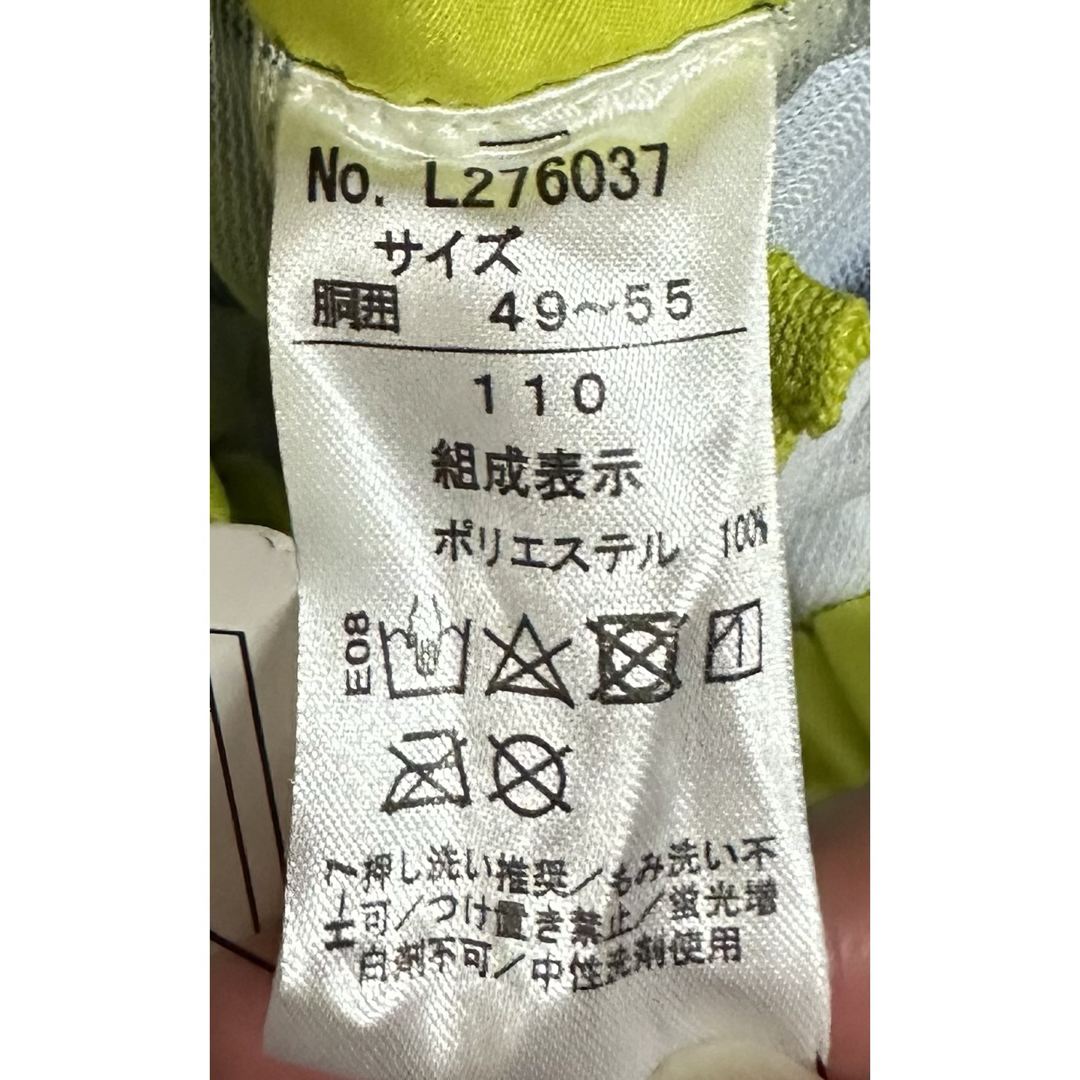 No. L276037
サイズ
胴囲 49～55
110
組成表示
ポリエステル 100%
E08
押し洗い推奨/もみ洗い不
可/つけ置き禁止/蛍光増
白剤不可/中性洗剤使用